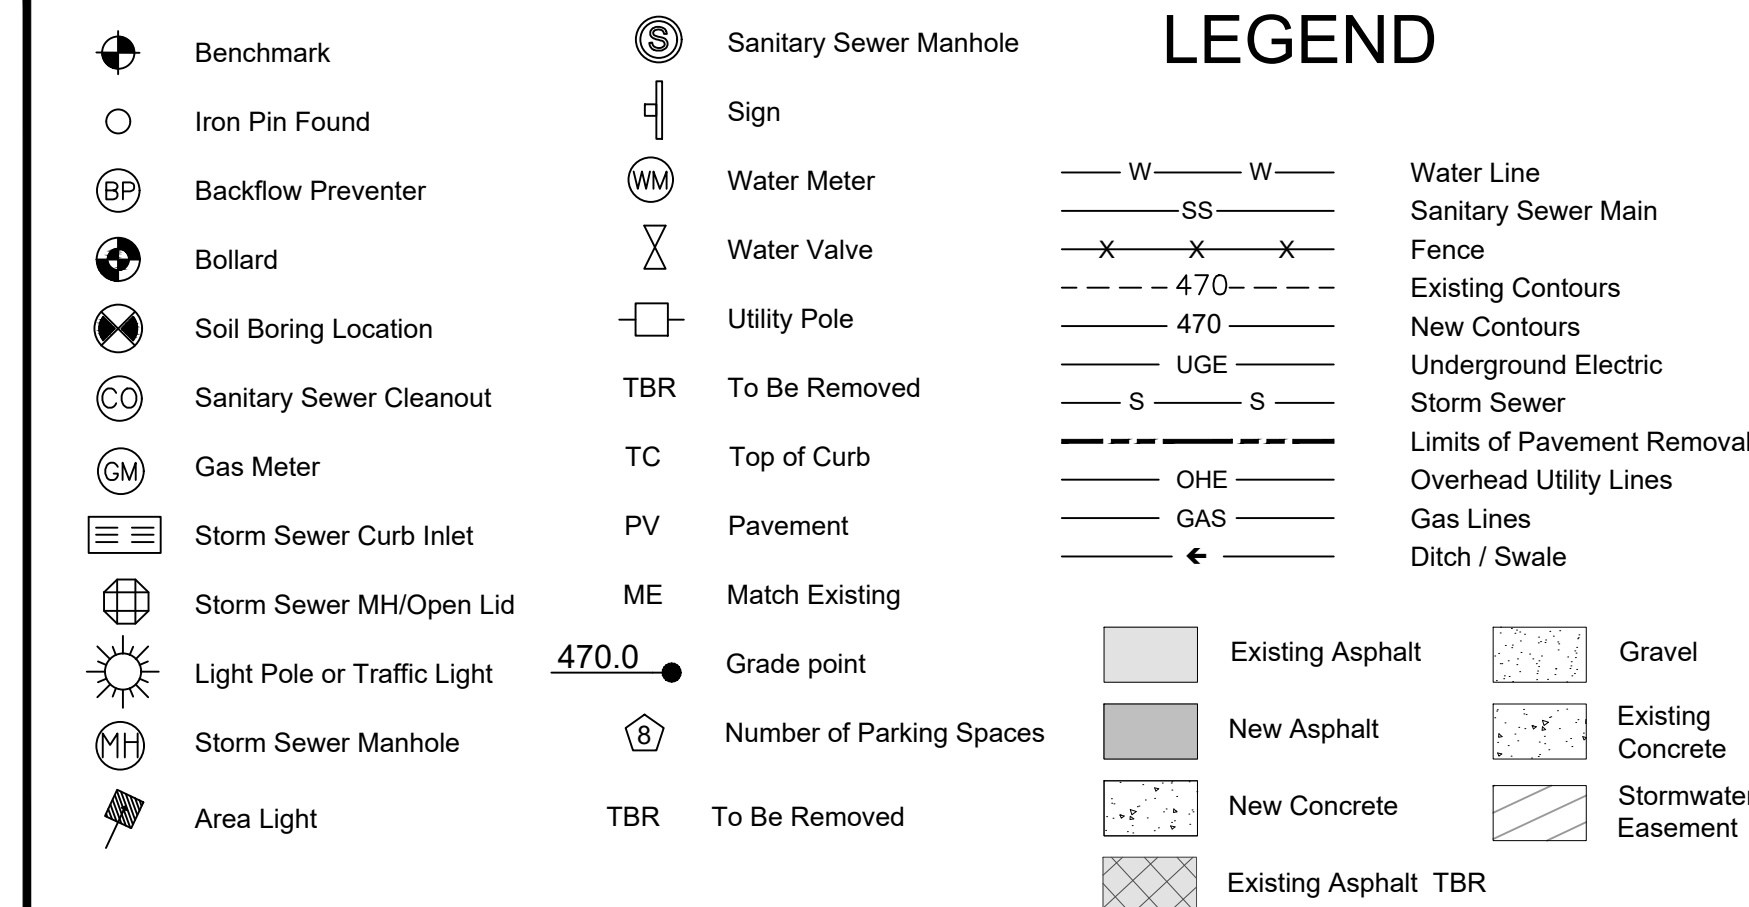 LEGEND
Benchmark
Iron Pin Found
BP Backflow Preventer
Bollard
Soil Boring Location
CO Sanitary Sewer Cleanout
GM Gas Meter
Storm Sewer Curb Inlet
Storm Sewer MH/Open Lid
Light Pole or Traffic Light
MH Storm Sewer Manhole
Area Light
S Sanitary Sewer Manhole
Sign
WM Water Meter
Water Valve
Utility Pole
TBR To Be Removed
TC Top of Curb
PV Pavement
ME Match Existing
470.0 Grade point
8 Number of Parking Spaces
TBR To Be Removed
W W Water Line
SS Sanitary Sewer Main
X X X Fence
470 Existing Contours
470 New Contours
UGE Underground Electric
S S Storm Sewer
Limits of Pavement Removal
OHE Overhead Utility Lines
GAS Gas Lines
Ditch / Swale
Existing Asphalt
New Asphalt
New Concrete
Existing Asphalt TBR
Gravel
Existing
Concrete
Stormwater
Easement